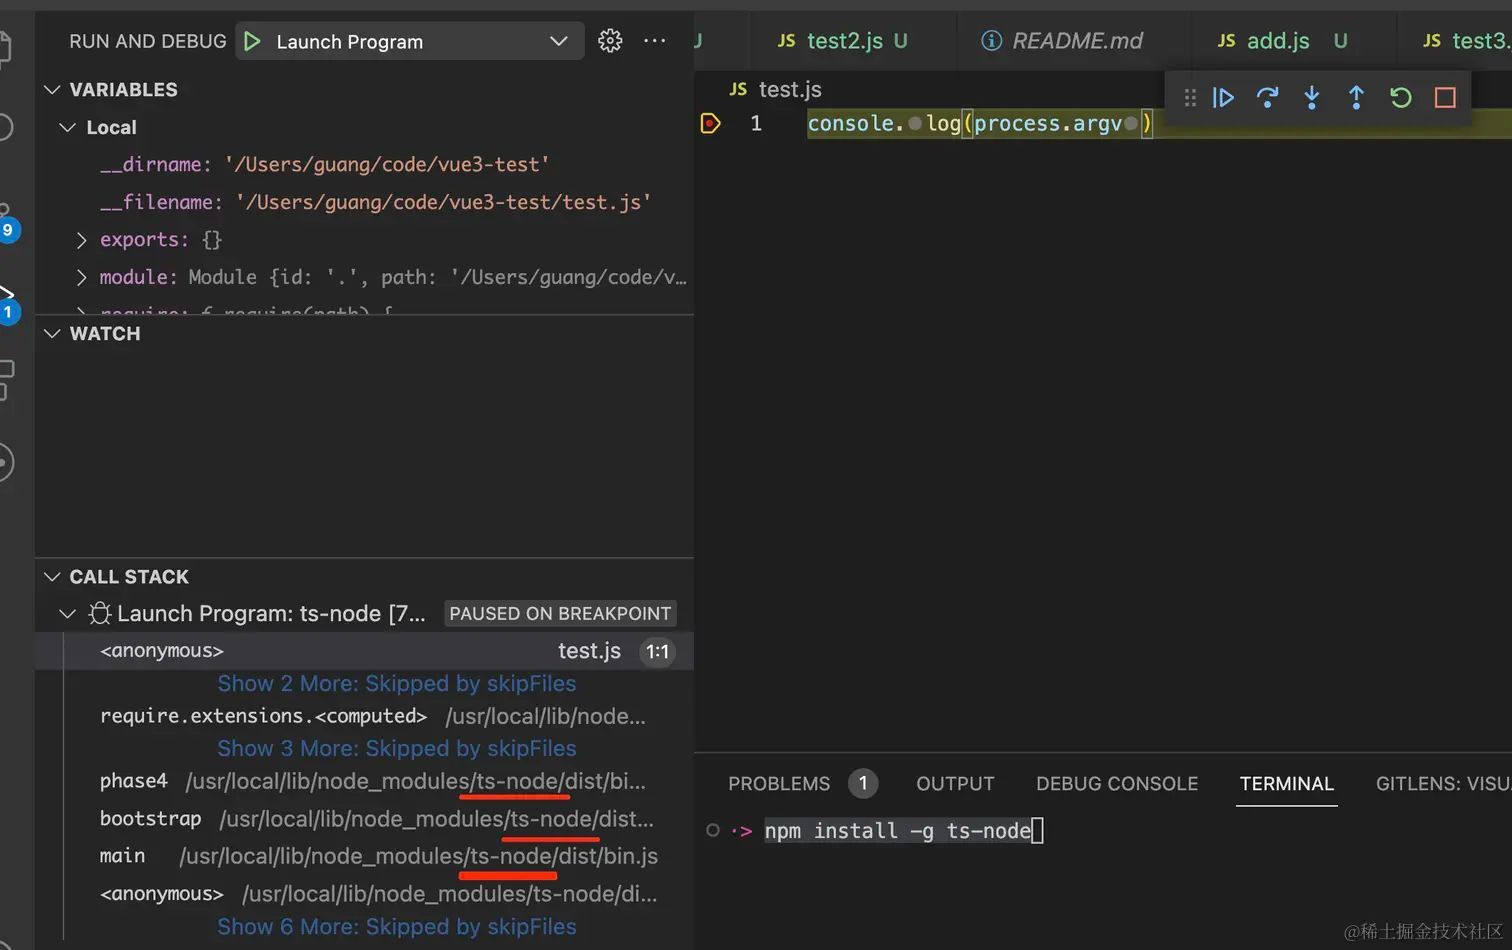 RUN AND DEBUG Launch Program ...
VARIABLES
Local
__dirname: '/Users/guang/code/vue3-test'
__filename: '/Users/guang/code/vue3-test/test.js'
exports: {}
module: Module {id: '.', path: '/Users/guang/code/v…
require: f require(path) {
WATCH
CALL STACK
Launch Program: ts-node [7... PAUSED ON BREAKPOINT
<anonymous> test.js 1:1
Show 2 More: Skipped by skipFiles
require.extensions.<computed> /usr/local/lib/node...
Show 3 More: Skipped by skipFiles
phase4 /usr/local/lib/node_modules/ts-node/dist/bi...
bootstrap /usr/local/lib/node_modules/ts-node/dist...
main /usr/local/lib/node_modules/ts-node/dist/bin.js
<anonymous> /usr/local/lib/node_modules/ts-node/di...
Show 6 More: Skipped by skipFiles
9
1
J JS test2.js U README.md JS add.js U JS test3.
JS test.js
1 console.log(process.argv)
PROBLEMS 1 OUTPUT DEBUG CONSOLE TERMINAL GITLENS: VISU
·> npm install -g ts-node
@稀土掘金技术社区